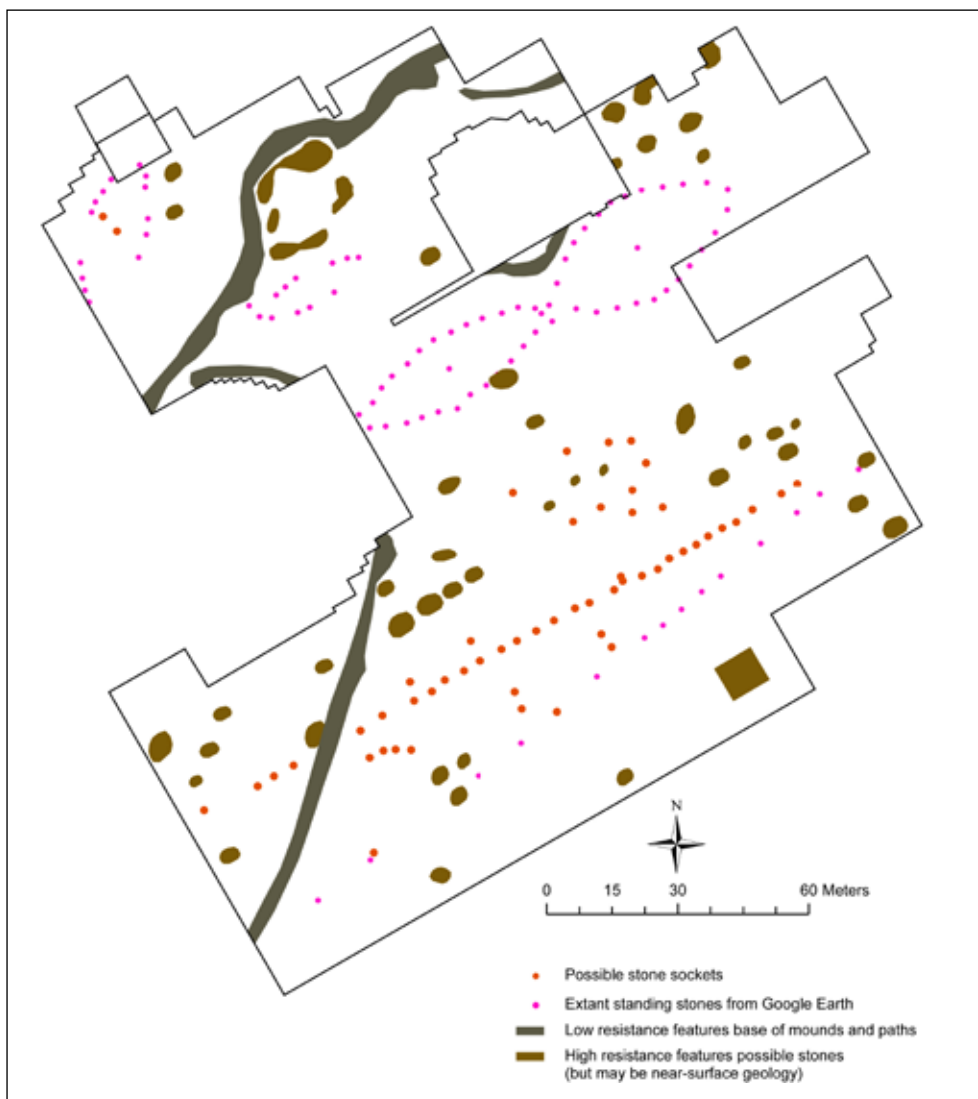 N
0 15 30 60 Meters
Possible stone sockets
Extant standing stones from Google Earth
Low resistance features base of mounds and paths
High resistance features possible stones
(but may be near-surface geology)